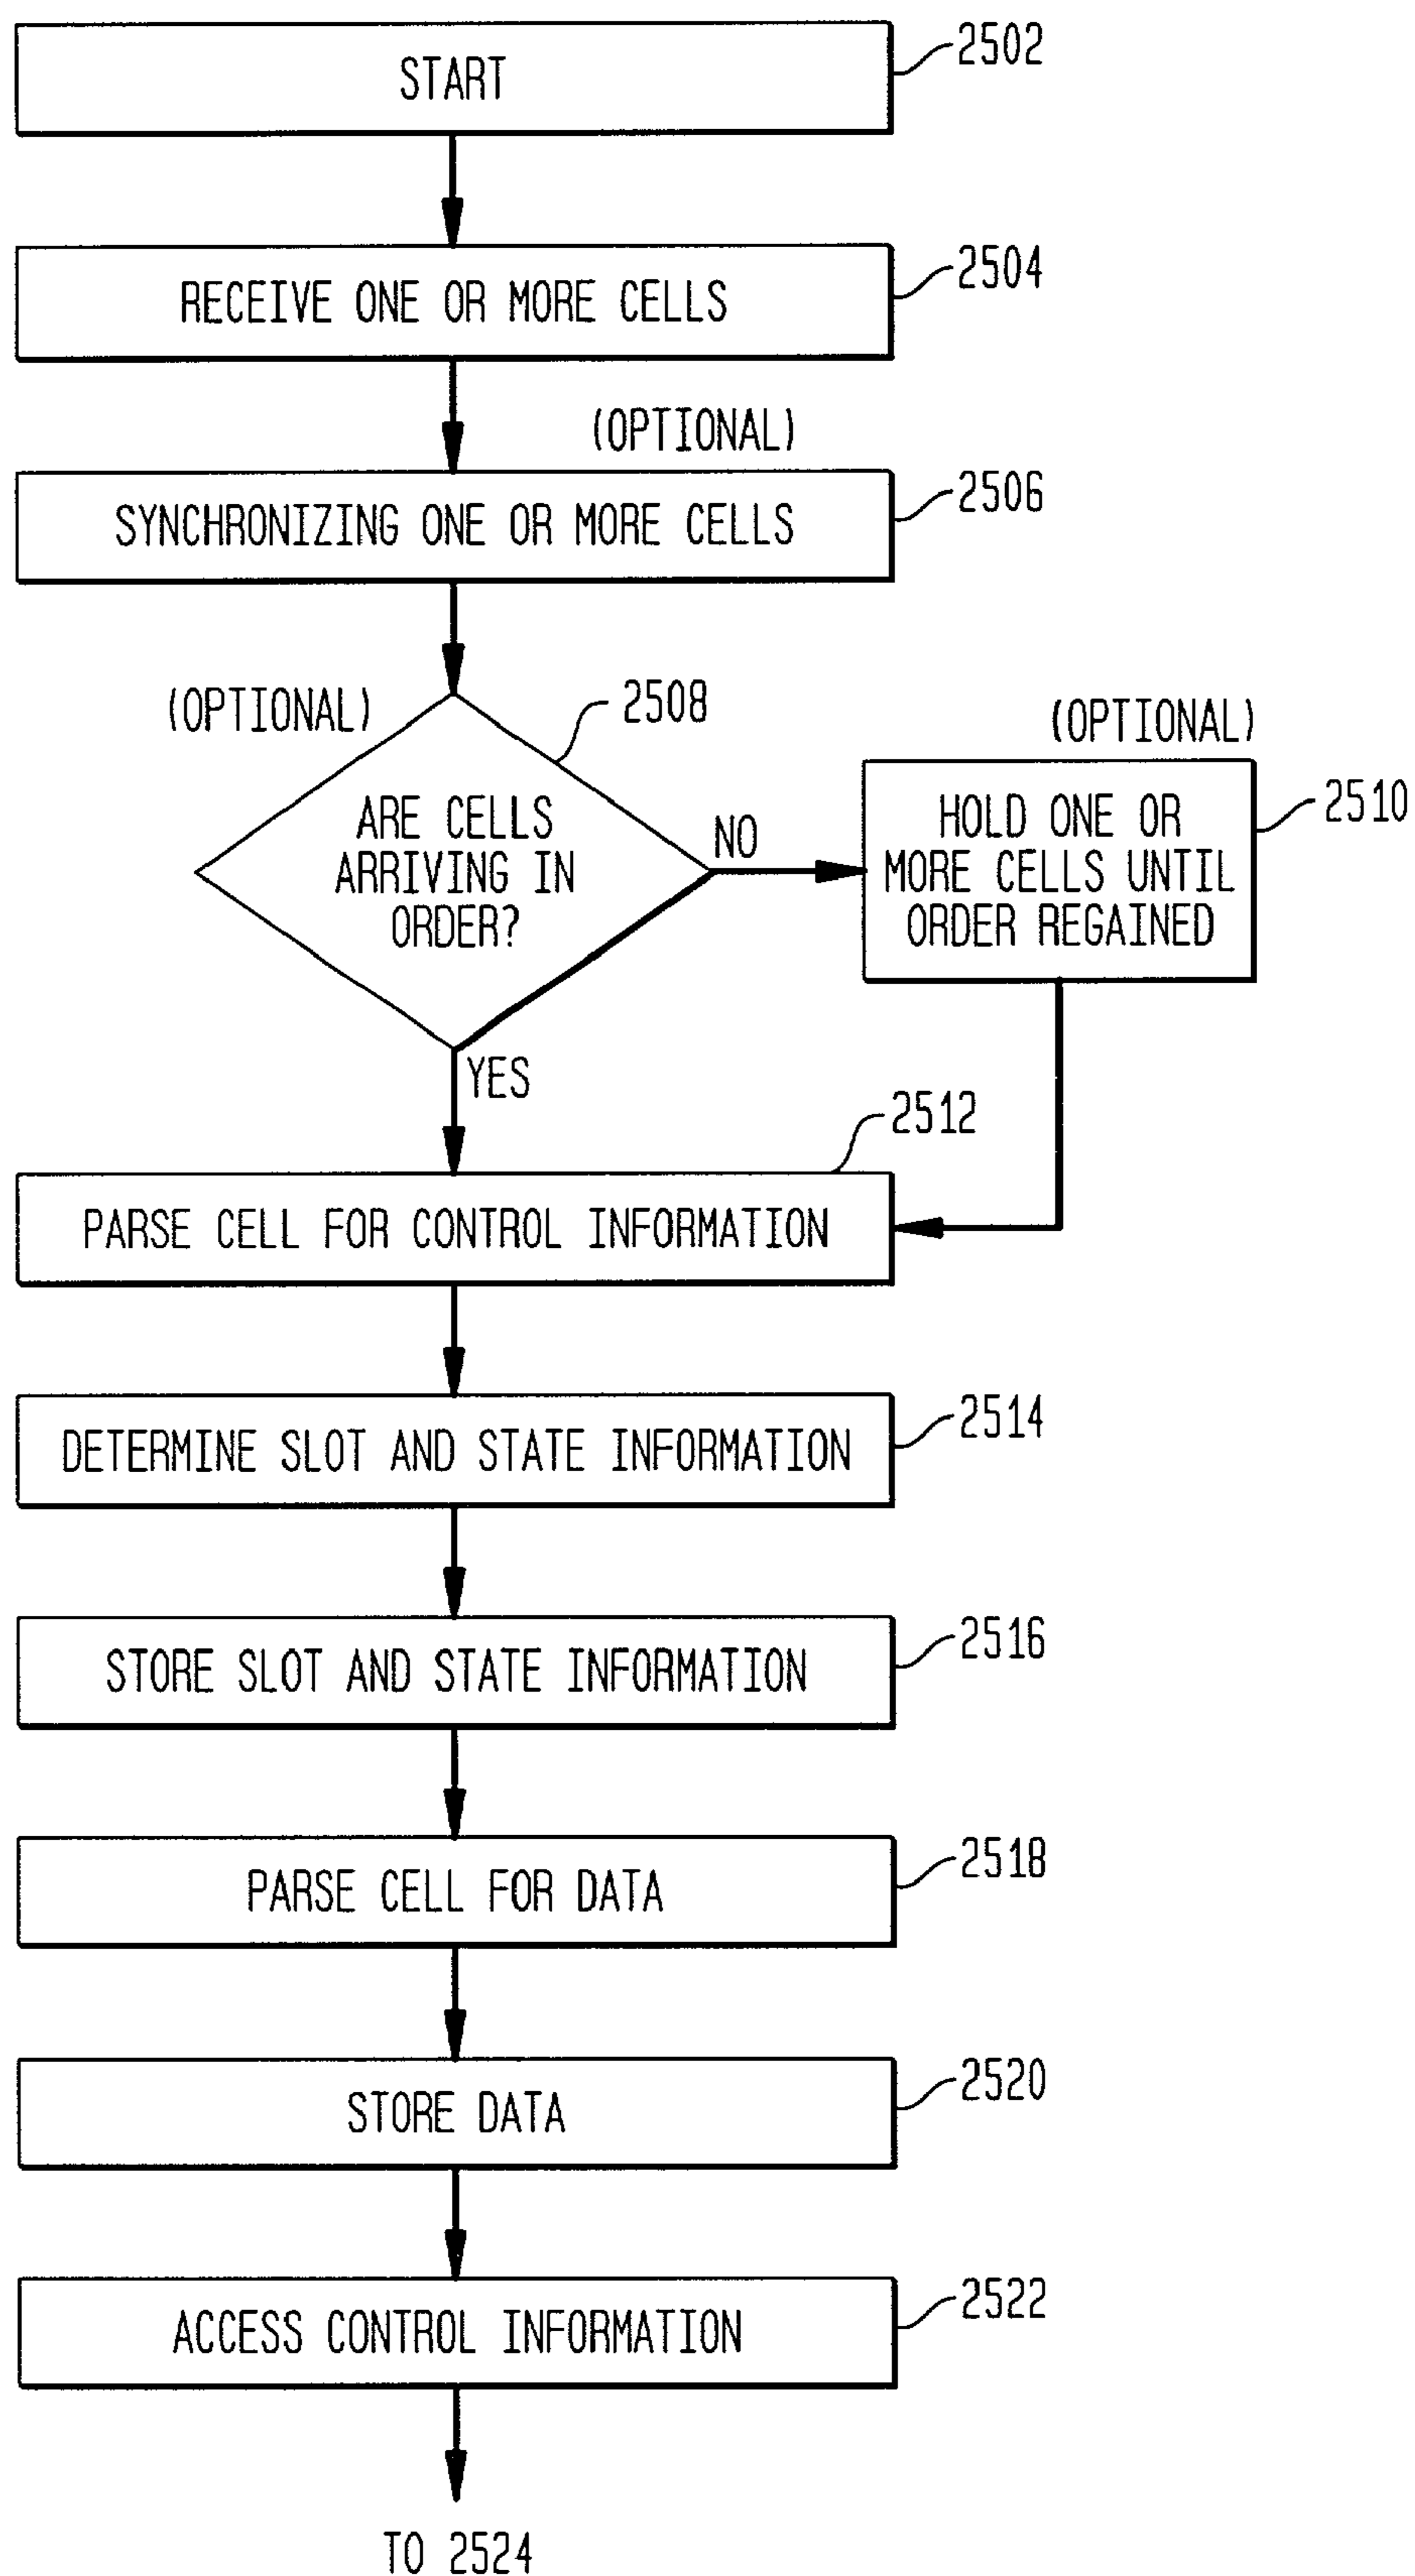 START
2502
RECEIVE ONE OR MORE CELLS
2504
(OPTIONAL)
SYNCHRONIZING ONE OR MORE CELLS
2506
(OPTIONAL)
2508
ARE CELLS
ARRIVING IN
ORDER?
NO
YES
(OPTIONAL)
HOLD ONE OR
MORE CELLS UNTIL
ORDER REGAINED
2510
2512
PARSE CELL FOR CONTROL INFORMATION
DETERMINE SLOT AND STATE INFORMATION
2514
STORE SLOT AND STATE INFORMATION
2516
PARSE CELL FOR DATA
2518
STORE DATA
2520
ACCESS CONTROL INFORMATION
2522
TO 2524